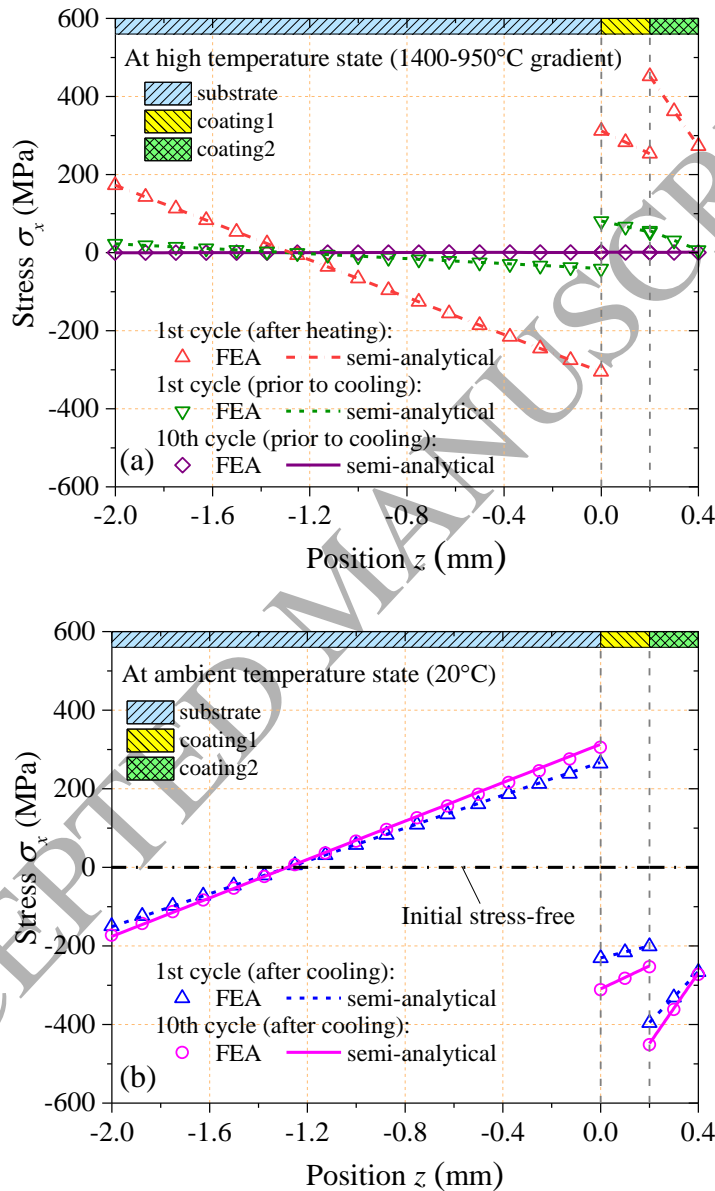 600
400
200
0
-200
-400
-600
Stress σx (MPa)
At high temperature state (1400-950°C gradient)
substrate
coating1
coating2
1st cycle (after heating):
FEA semi-analytical
1st cycle (prior to cooling):
FEA semi-analytical
10th cycle (prior to cooling):
FEA semi-analytical
(a)
-2.0 -1.6 -1.2 -0.8 -0.4 0.0 0.4
Position z (mm)
600
400
200
0
-200
-400
-600
Stress σx (MPa)
At ambient temperature state (20°C)
substrate
coating1
coating2
Initial stress-free
1st cycle (after cooling):
FEA semi-analytical
10th cycle (after cooling):
FEA semi-analytical
(b)
-2.0 -1.6 -1.2 -0.8 -0.4 0.0 0.4
Position z (mm)
CEPTED MANUSCR